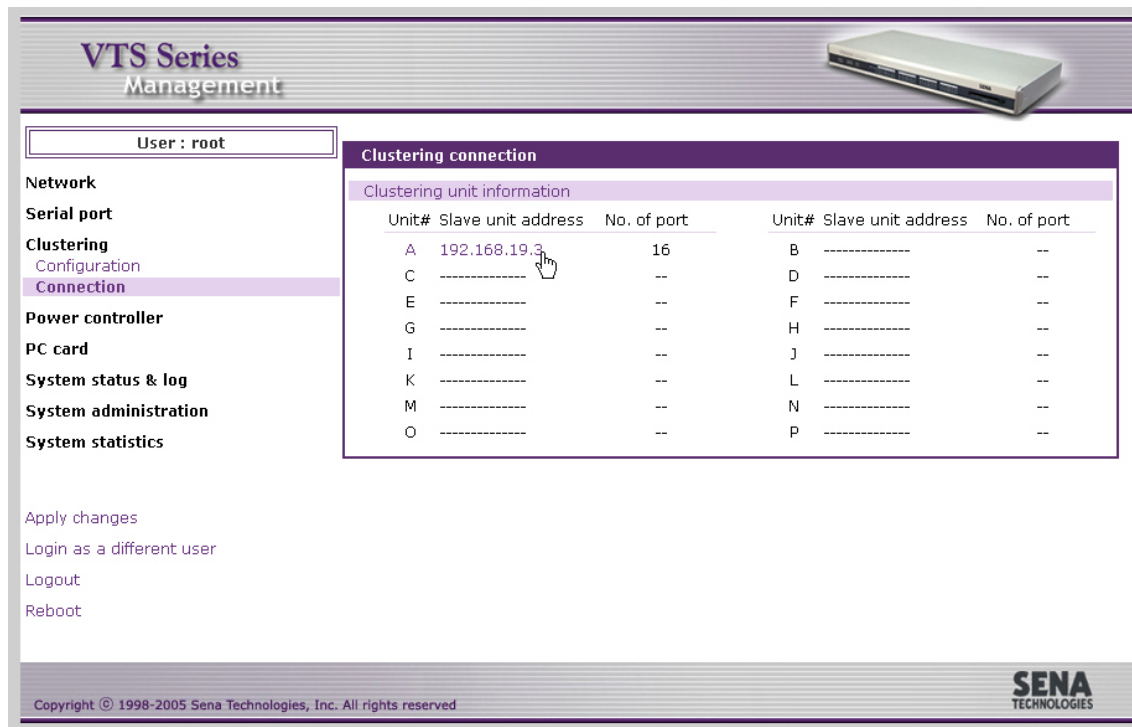 VTS Series
Management
User : root
Network
Serial port
Clustering
Configuration
Connection
Power controller
PC card
System status & log
System administration
System statistics
Apply changes
Login as a different user
Logout
Reboot
Clustering connection
Clustering unit information
Unit# Slave unit address No. of port Unit# Slave unit address No. of port
A 192.168.19.3 16 B -------------- --
C -------------- -- D -------------- --
E -------------- -- F -------------- --
G -------------- -- H -------------- --
I -------------- -- J -------------- --
K -------------- -- L -------------- --
M -------------- -- N -------------- --
O -------------- -- P -------------- --
Copyright © 1998-2005 Sena Technologies, Inc. All rights reserved
SENA
TECHNOLOGIES